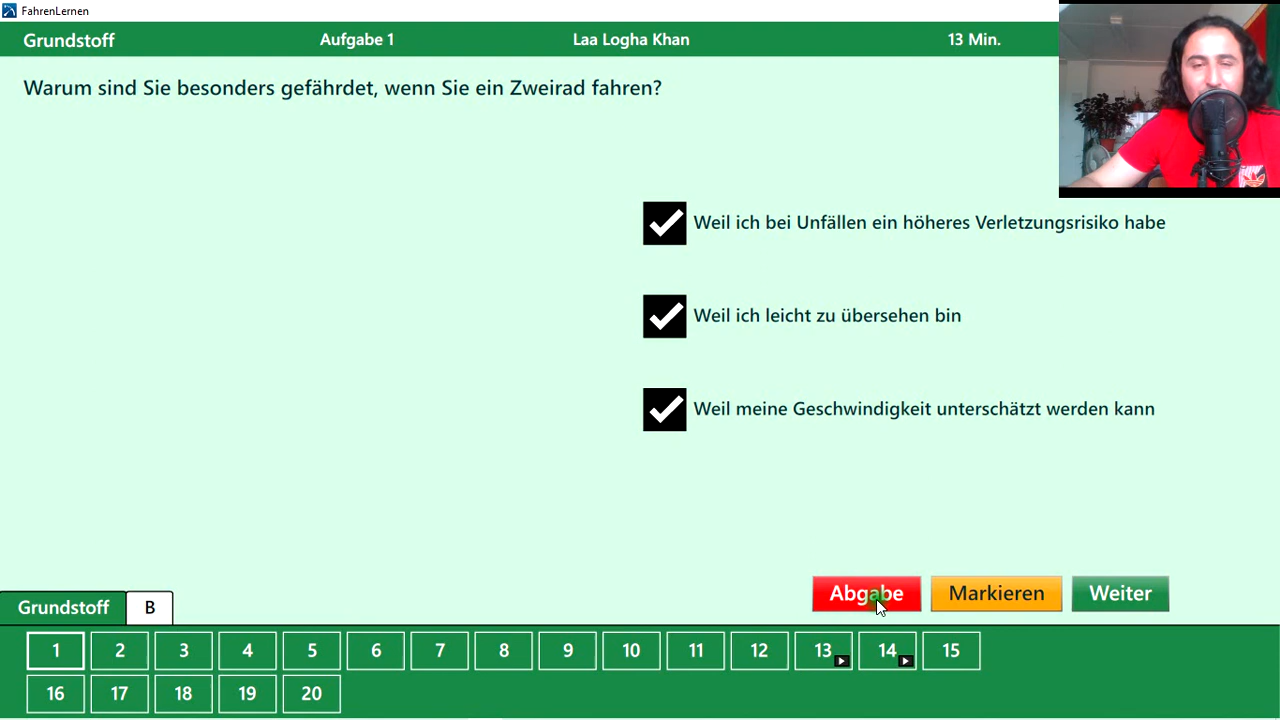 FahrenLernen
Grundstoff Aufgabe 1 Laa Logha Khan 13 Min.
Warum sind Sie besonders gefährdet, wenn Sie ein Zweirad fahren?
Weil ich bei Unfällen ein höheres Verletzungsrisiko habe
Weil ich leicht zu übersehen bin
Weil meine Geschwindigkeit unterschätzt werden kann
Abgabe Markieren Weiter
Grundstoff B
1 2 3 4 5 6 7 8 9 10 11 12 13 14 15
16 17 18 19 20